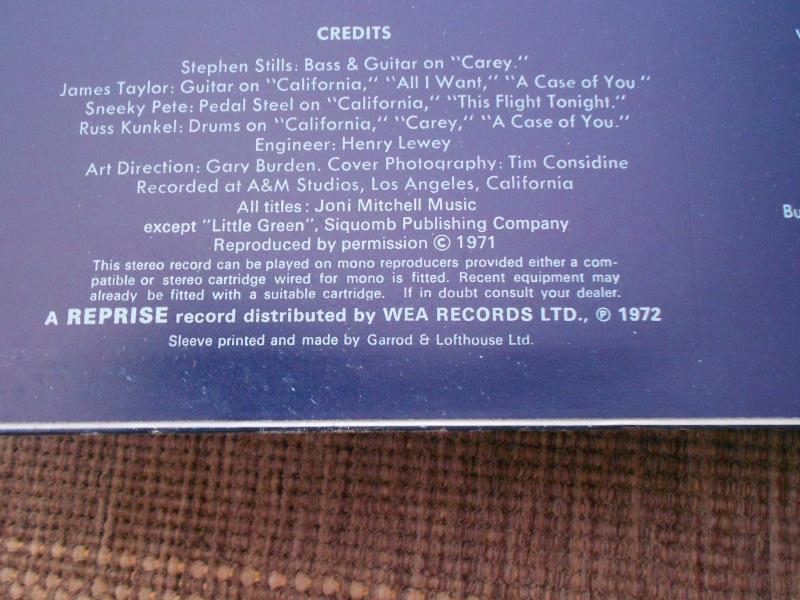 CREDITS
Stephen Stills: Bass & Guitar on "Carey."
James Taylor: Guitar on "California," "All I Want," "A Case of You."
Sneeky Pete: Pedal Steel on "California," "This Flight Tonight."
Russ Kunkel: Drums on "California," "Carey," "A Case of You."
Engineer: Henry Lewey
Art Direction: Gary Burden. Cover Photography: Tim Considine
Recorded at A&M Studios, Los Angeles, California
All titles: Joni Mitchell Music
except "Little Green", Siquomb Publishing Company
Reproduced by permission © 1971
This stereo record can be played on mono reproducers provided either a com-
patible or stereo cartridge wired for mono is fitted. Recent equipment may
already be fitted with a suitable cartridge. If in doubt consult your dealer.
A REPRISE record distributed by WEA RECORDS LTD., ℗ 1972
Sleeve printed and made by Garrod & Lofthouse Ltd.